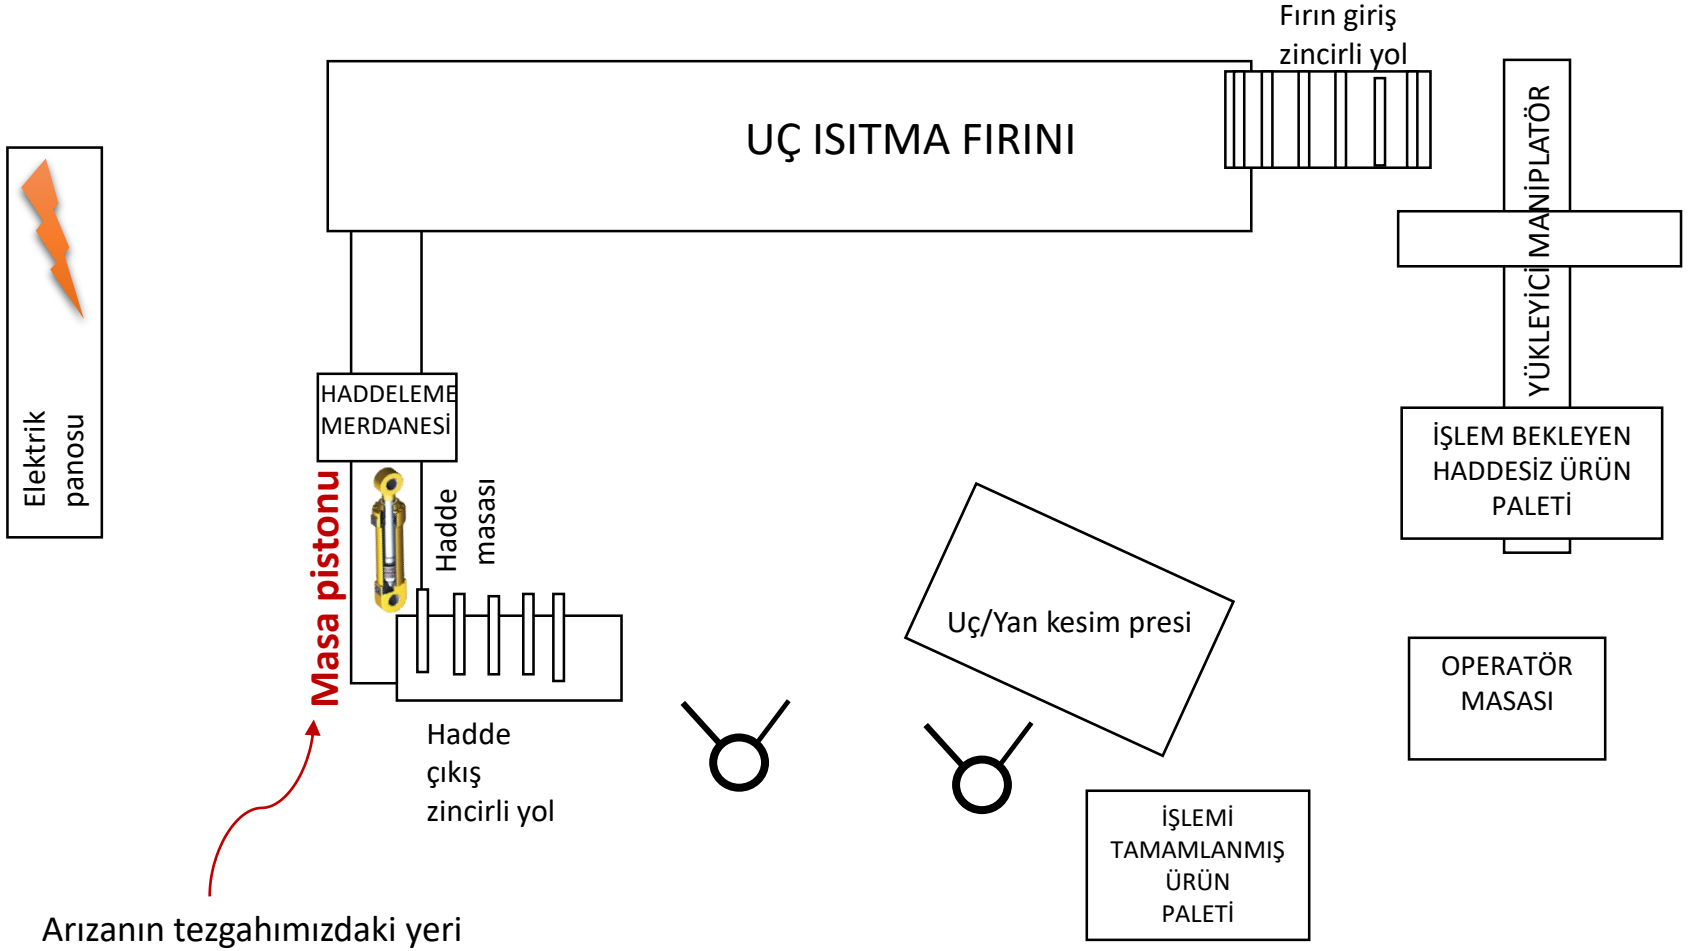 Fırın giriş
zincirli yol
UÇ ISITMA FIRINI
YÜKLEYİCİ MANİPLATÖR
Elektrik
panosu
HADDELEME
MERDANESİ
Masa pistonu
Hadde
masası
İŞLEM BEKLEYEN
HADDESİZ ÜRÜN
PALETİ
Uç/Yan kesim presi
OPERATÖR
MASASI
Hadde
çıkış
zincirli yol
İŞLEMİ
TAMAMLANMIŞ
ÜRÜN
PALETİ
Arızanın tezgahımızdaki yeri